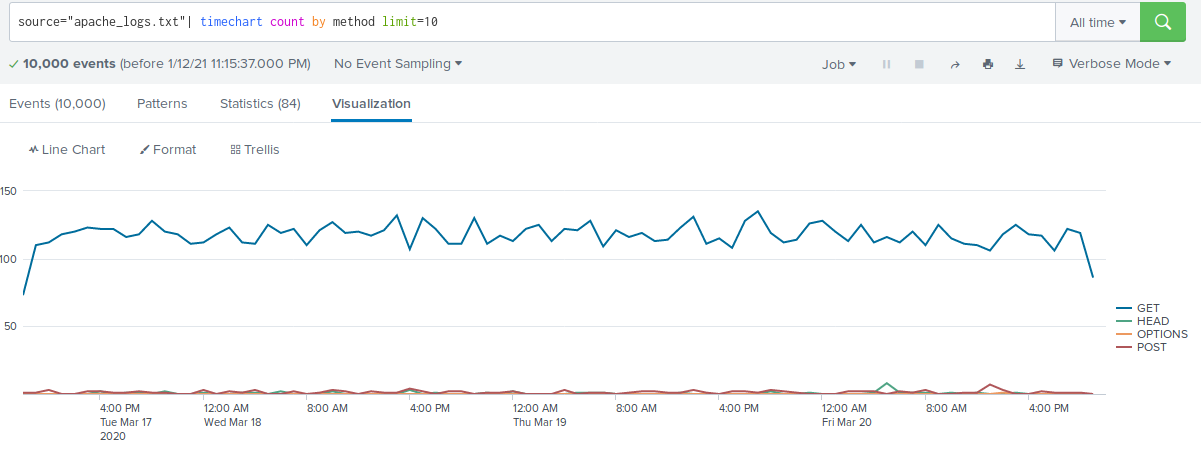 source="apache_logs.txt"| timechart count by method limit=10
All time
10,000 events (before 1/12/21 11:15:37.000 PM)
No Event Sampling
Job
Verbose Mode
Events (10,000)
Patterns
Statistics (84)
Visualization
Line Chart
Format
Trellis
150
100
50
GET
HEAD
OPTIONS
POST
4:00 PM
Tue Mar 17
2020
12:00 AM
Wed Mar 18
8:00 AM
4:00 PM
12:00 AM
Thu Mar 19
8:00 AM
4:00 PM
12:00 AM
Fri Mar 20
8:00 AM
4:00 PM